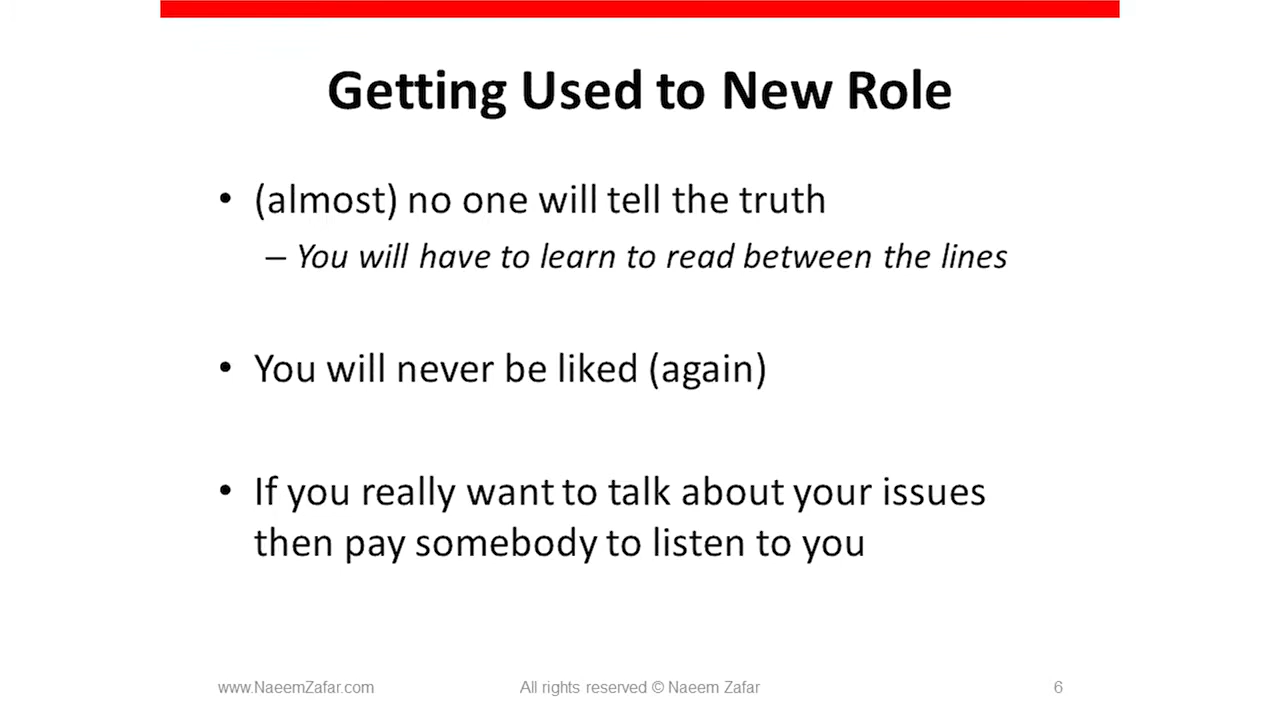 Getting Used to New Role
• (almost) no one will tell the truth
– You will have to learn to read between the lines
• You will never be liked (again)
• If you really want to talk about your issues
then pay somebody to listen to you
www.NaeemZafar.com
All rights reserved © Naeem Zafar
6